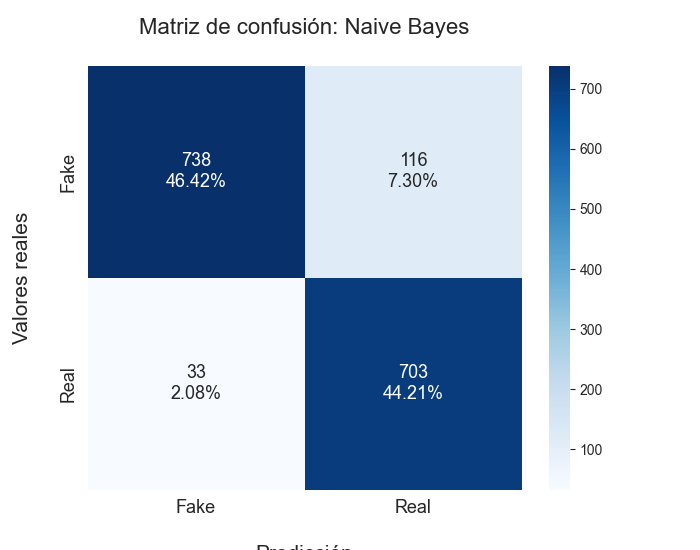 Matriz de confusión: Naive Bayes
Valores reales
Fake
Real
738
46.42%
116
7.30%
33
2.08%
703
44.21%
Fake
Real
Predicción
700
600
500
400
300
200
100